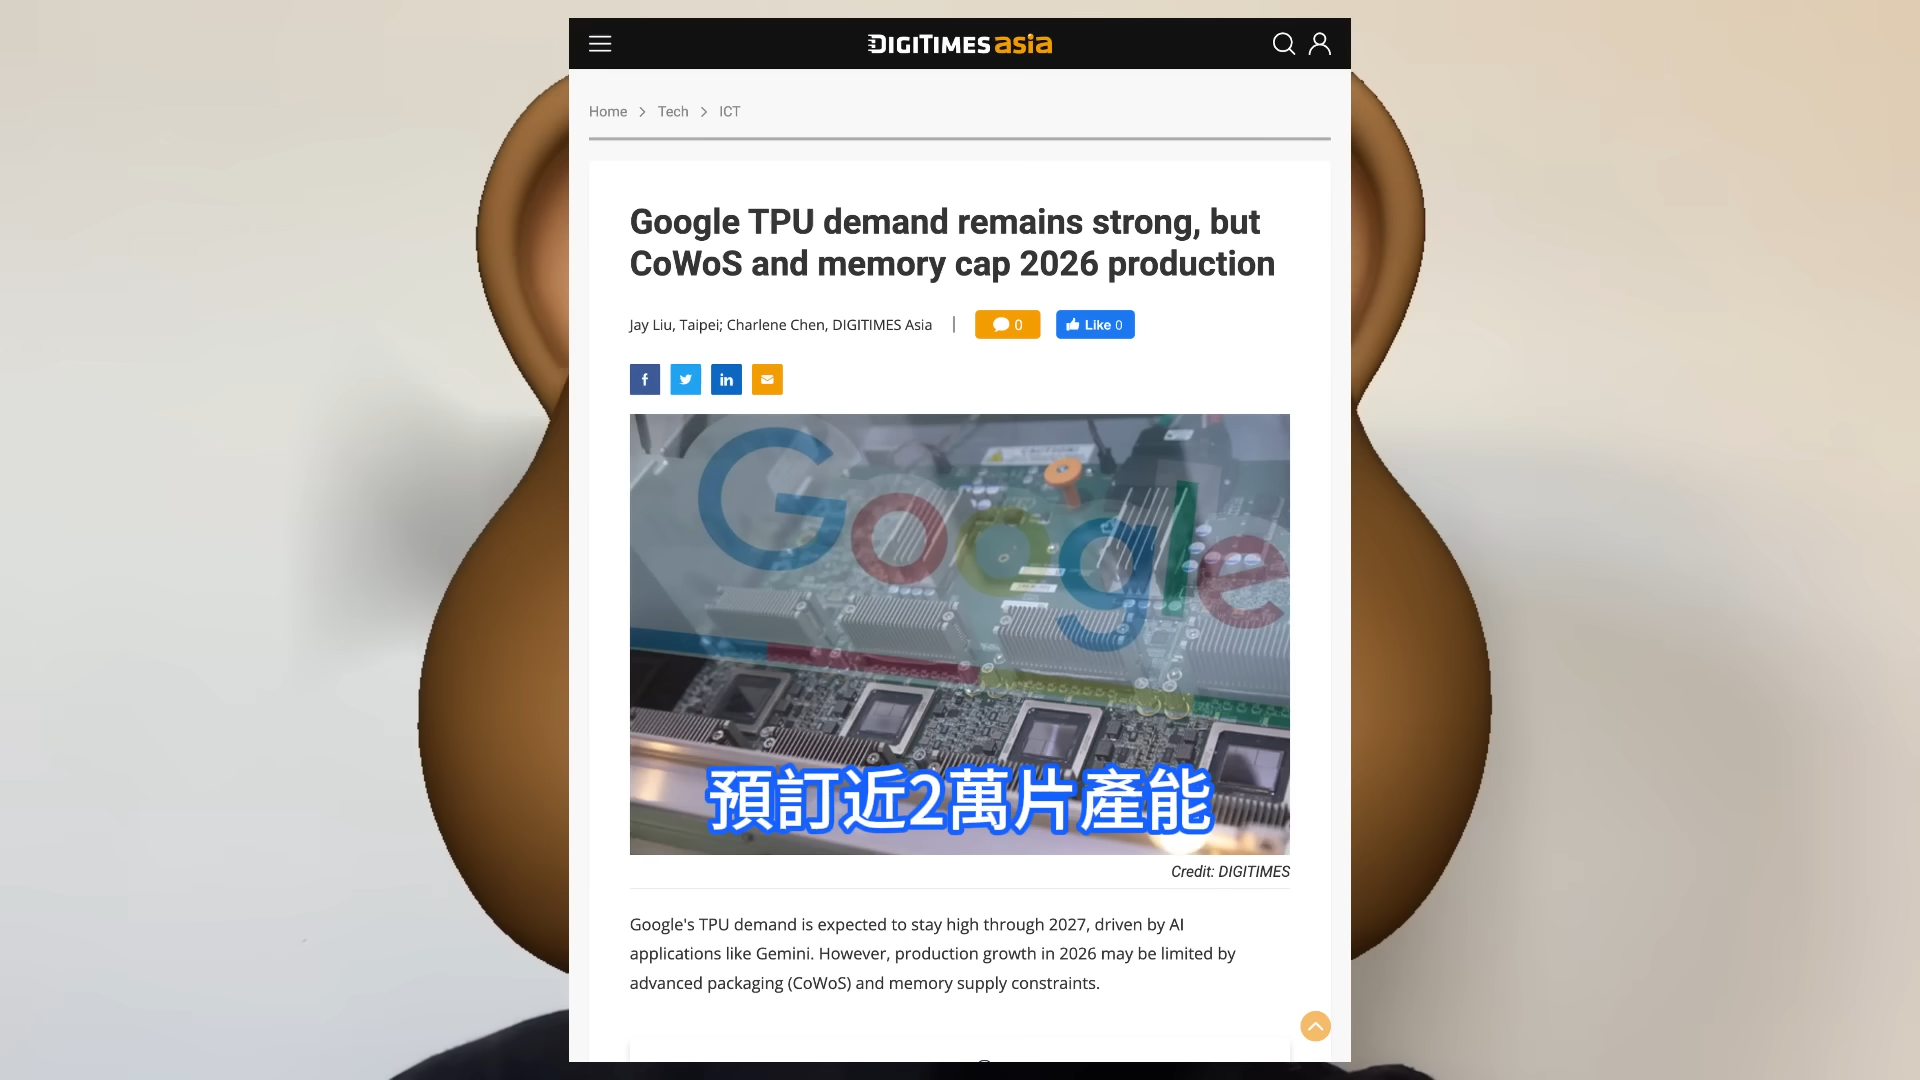 DIGITIMES asia
Home > Tech > ICT
Google TPU demand remains strong, but
CoWoS and memory cap 2026 production
Jay Liu, Taipei; Charlene Chen, DIGITIMES Asia | 0 Like 0
f in
Google
預訂近2萬片產能
Credit: DIGITIMES
Google's TPU demand is expected to stay high through 2027, driven by AI
applications like Gemini. However, production growth in 2026 may be limited by
advanced packaging (CoWoS) and memory supply constraints.